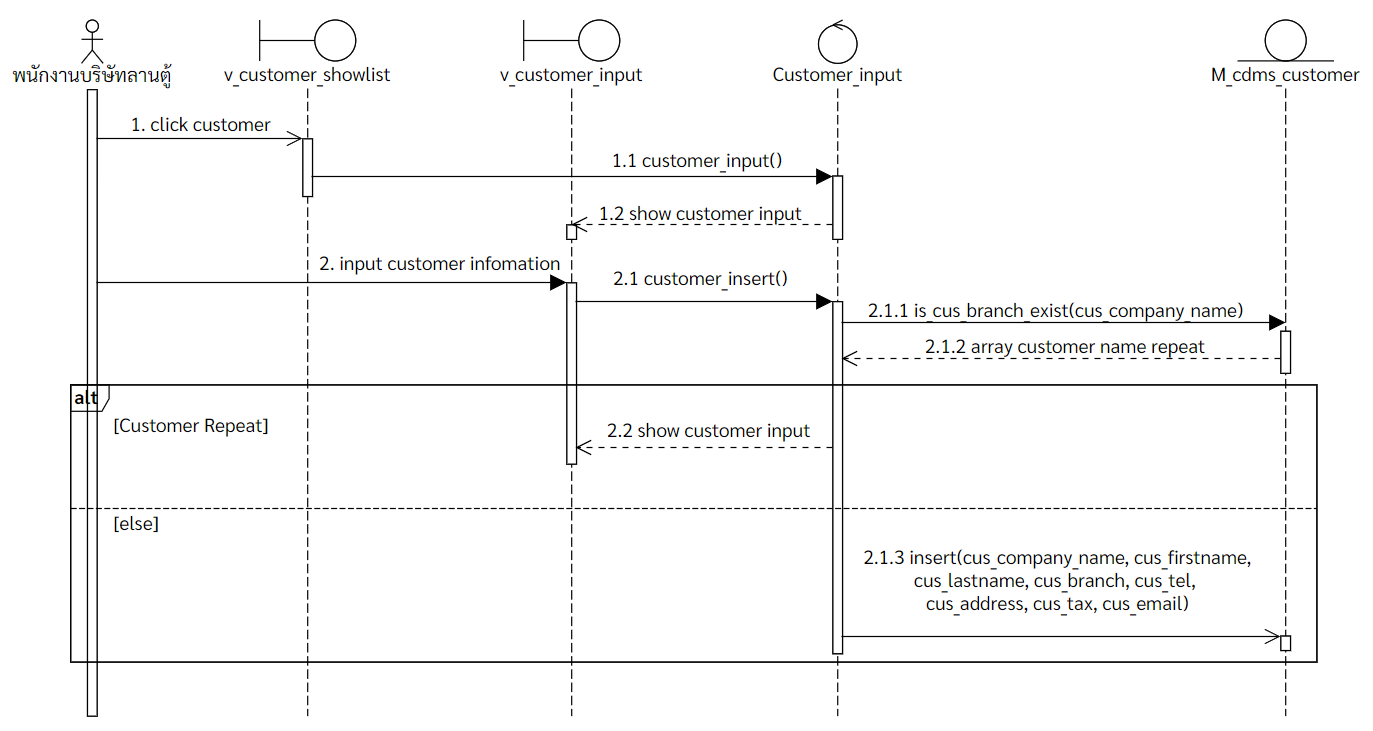 พนักงานบริษัทลานตู้
v_customer_showlist
v_customer_input
Customer_input
M_cdms_customer
1. click customer
1.1 customer_input()
1.2 show customer input
2. input customer infomation
2.1 customer_insert()
2.1.1 is_cus_branch_exist(cus_company_name)
2.1.2 array customer name repeat
alt
[Customer Repeat]
2.2 show customer input
[else]
2.1.3 insert(cus_company_name, cus_firstname,
cus_lastname, cus_branch, cus_tel,
cus_address, cus_tax, cus_email)